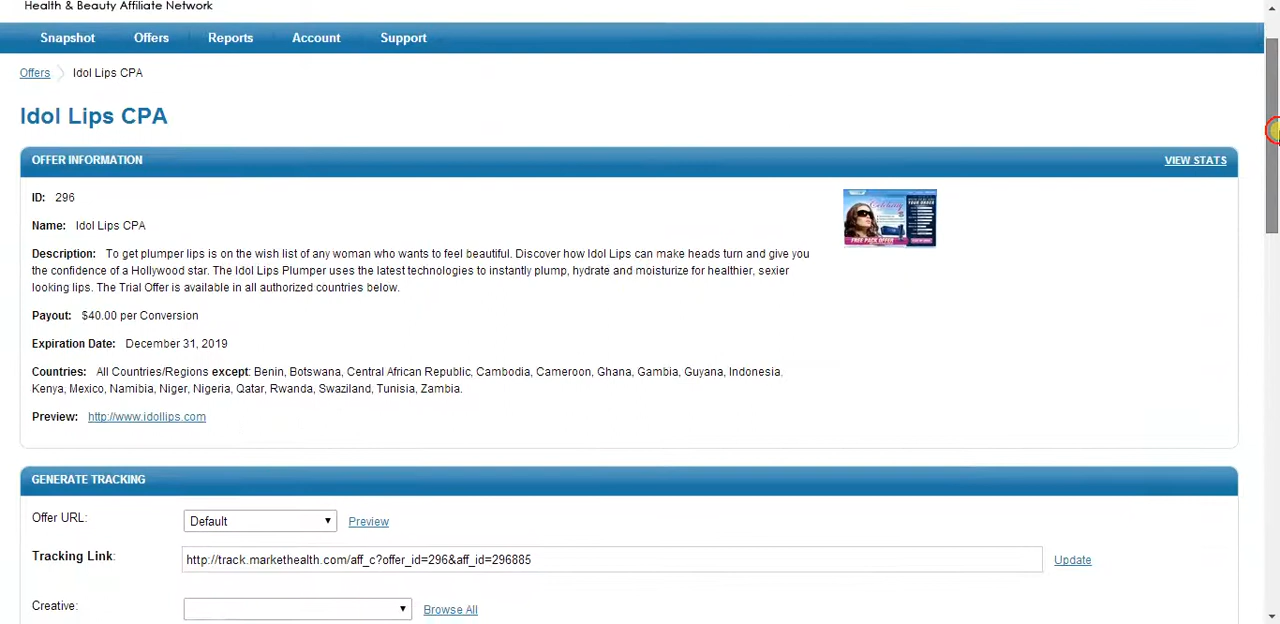 Health & Beauty Affiliate Network
Snapshot Offers Reports Account Support
Offers Idol Lips CPA
Idol Lips CPA
OFFER INFORMATION VIEW STATS
ID: 296
Name: Idol Lips CPA
Description: To get plumper lips is on the wish list of any woman who wants to feel beautiful. Discover how Idol Lips can make heads turn and give you
the confidence of a Hollywood star. The Idol Lips Plumper uses the latest technologies to instantly plump, hydrate and moisturize for healthier, sexier
looking lips. The Trial Offer is available in all authorized countries below.
Payout: $40.00 per Conversion
Expiration Date: December 31, 2019
Countries: All Countries/Regions except: Benin, Botswana, Central African Republic, Cambodia, Cameroon, Ghana, Gambia, Guyana, Indonesia,
Kenya, Mexico, Namibia, Niger, Nigeria, Qatar, Rwanda, Swaziland, Tunisia, Zambia.
Preview: http://www.idollips.com
Celebrity
YOUR ORDER
FREE PACK OFFER
GENERATE TRACKING
Offer URL: Default Preview
Tracking Link: http://track.markethealth.com/aff_c?offer_id=296&aff_id=296885 Update
Creative: Browse All